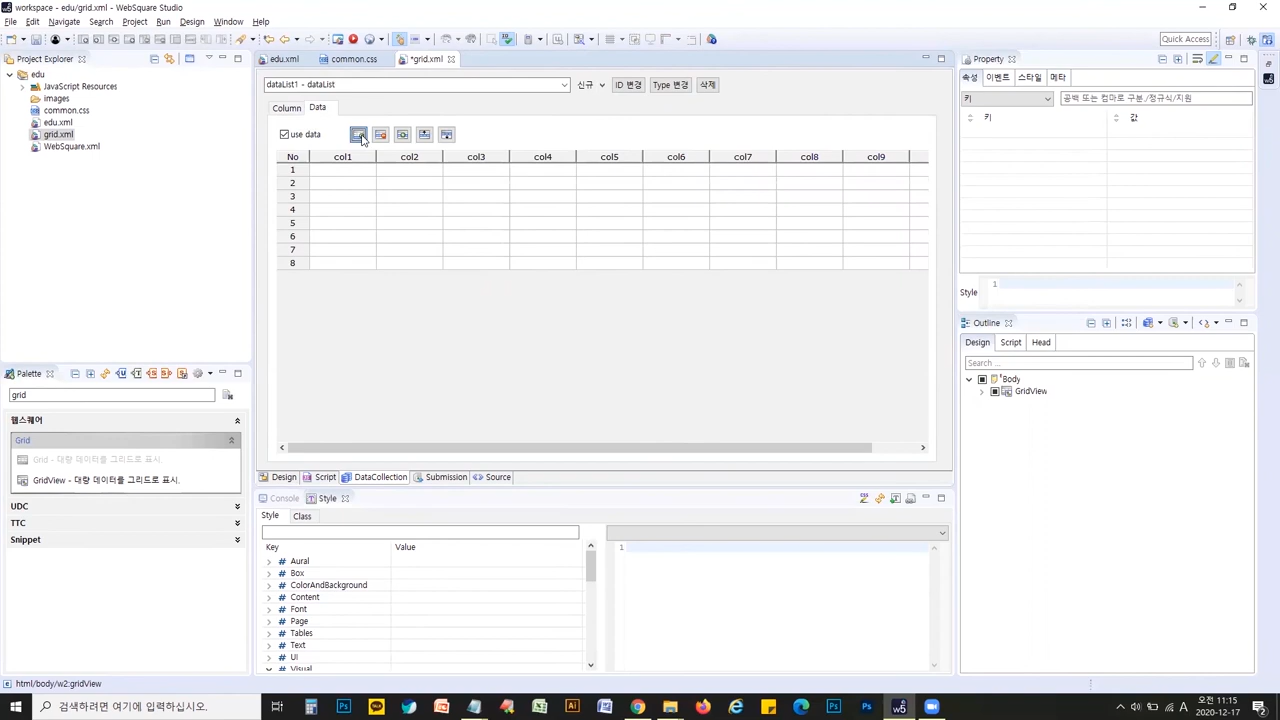 workspace - edu/grid.xml - WebSquare Studio
File Edit Navigate Search Project Run Design Window Help
Quick Access
Project Explorer
edu
JavaScript Resources
images
common.css
edu.xml
grid.xml
WebSquare.xml
edu.xml common.css *grid.xml
dataList1 - dataList 신규 ID 변경 Type 변경 삭제
Column Data
use data
No col1 col2 col3 col4 col5 col6 col7 col8 col9
1
2
3
4
5
6
7
8
Design Script DataCollection Submission Source
Property
속성 이벤트 스타일 메타
키 공백 또는 컴마로 구분./정규식/지원
키 값
Style 1
Outline
Design Script Head
Search ...
Body
GridView
Palette
grid
웹스퀘어
Grid
Grid - 대량 데이터를 그리드로 표시.
GridView - 대량 데이터를 그리드로 표시.
UDC
TTC
Snippet
Console Style
Style Class
Key Value
Aural
Box
ColorAndBackground
Content
Font
Page
Tables
Text
UI
Visual
1
html/body/w2:gridView
검색하려면 여기에 입력하십시오.
오전 11:15
2020-12-17